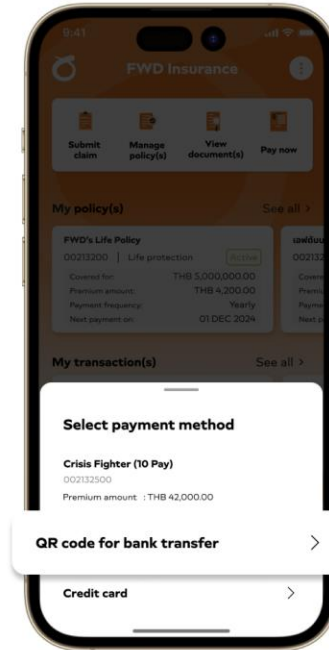 9:41
FWD Insurance
Submit claim
Manage policy(s)
View document(s)
Pay now
My policy(s) See all >
FWD's Life Policy
00213200 | Life protection Active
Covered for: THB 5,000,000.00
Premium amount: THB 4,200.00
Payment frequency: Yearly
Next payment on: 01 DEC 2024
My transaction(s) See all >
Select payment method
Crisis Fighter (10 Pay)
002132500
Premium amount : THB 42,000.00
QR code for bank transfer
Credit card